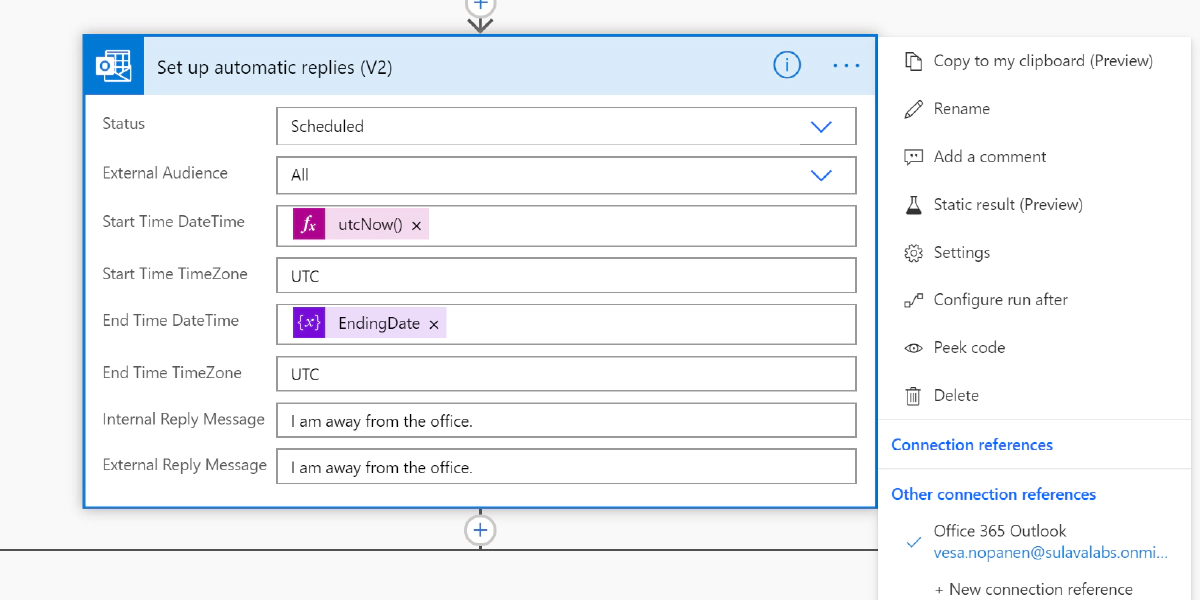 Set up automatic replies (V2)
Status
Scheduled
External Audience
All
Start Time DateTime
fx utcNow() ×
Start Time TimeZone
UTC
End Time DateTime
{x} EndingDate ×
End Time TimeZone
UTC
Internal Reply Message
I am away from the office.
External Reply Message
I am away from the office.
Copy to my clipboard (Preview)
Rename
Add a comment
Static result (Preview)
Settings
Configure run after
Peek code
Delete
Connection references
Other connection references
Office 365 Outlook
vesa.nopanen@sulavalabs.onmi...
+ New connection reference